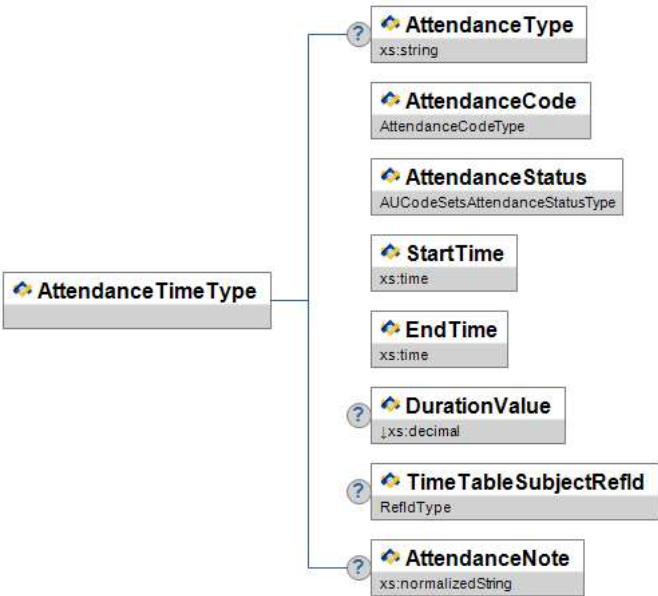 ?
AttendanceType
xs:string
AttendanceCode
AttendanceCodeType
AttendanceStatus
AUCodeSetsAttendanceStatusType
StartTime
xs:time
AttendanceTimeType
EndTime
xs:time
?
DurationValue
↓xs:decimal
?
TimeTableSubjectRefId
RefIdType
?
AttendanceNote
xs:normalizedString